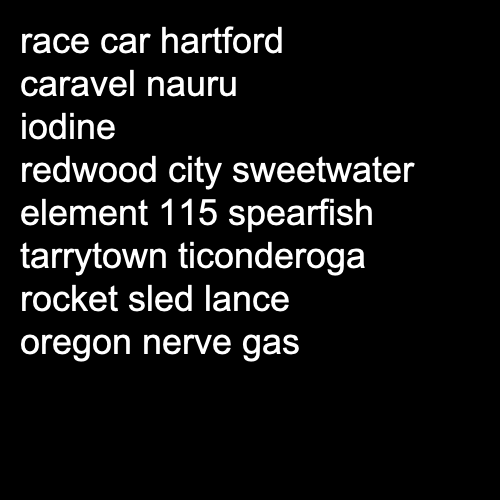 race car hartford
caravel nauru
iodine
redwood city sweetwater
element 115 spearfish
tarrytown ticonderoga
rocket sled lance
oregon nerve gas